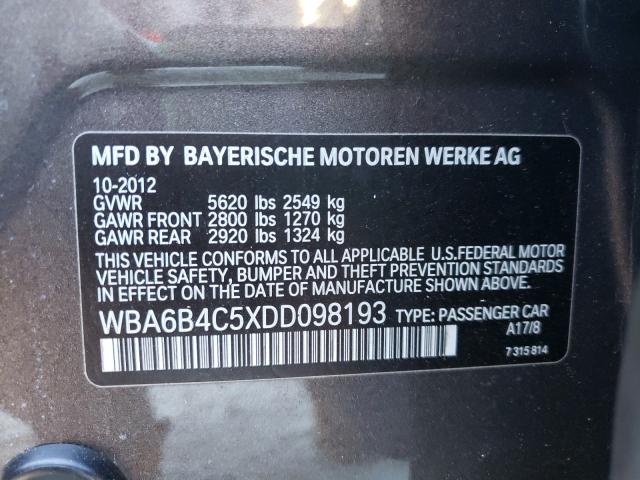 MFD BY BAYERISCHE MOTOREN WERKE AG
10-2012
GVWR 5620 lbs 2549 kg
GAWR FRONT 2800 lbs 1270 kg
GAWR REAR 2920 lbs 1324 kg
THIS VEHICLE CONFORMS TO ALL APPLICABLE U.S.FEDERAL MOTOR
VEHICLE SAFETY, BUMPER AND THEFT PREVENTION STANDARDS
IN EFFECT ON THE DATE OF MANUFACTURE SHOWN ABOVE.
WBA6B4C5XDD098193 TYPE: PASSENGER CAR
A17/8
7 315 814